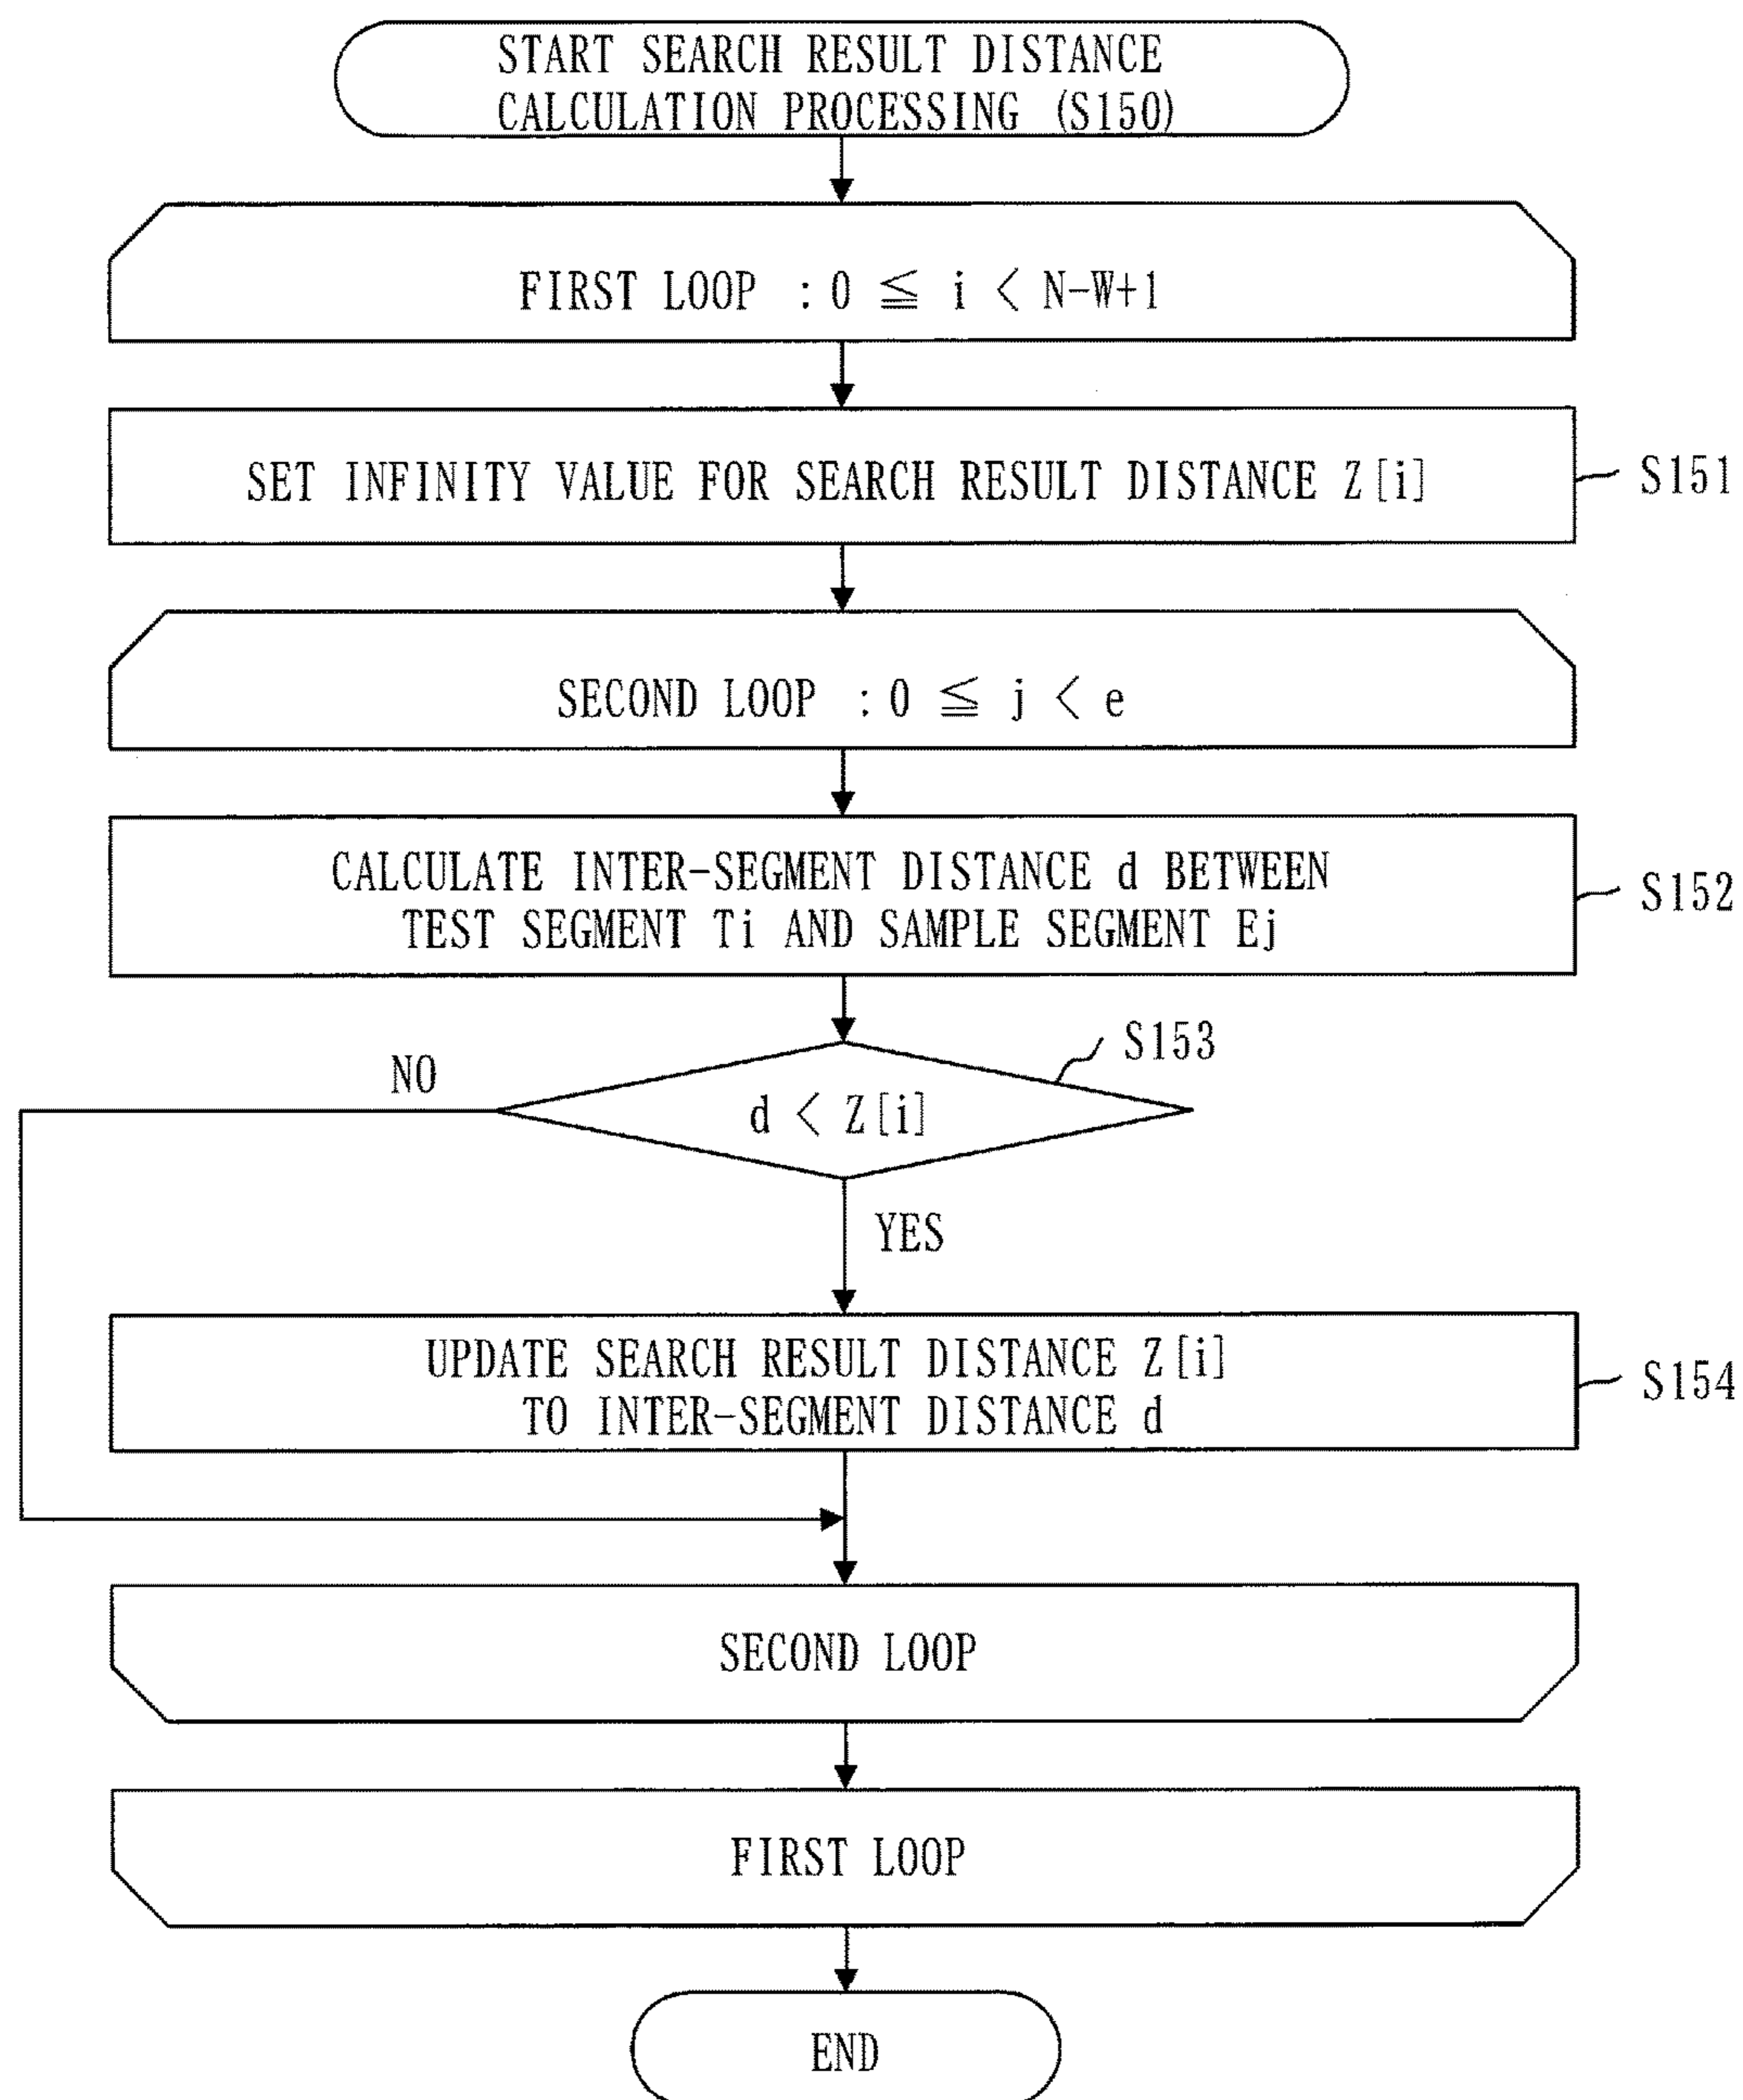 START SEARCH RESULT DISTANCE
CALCULATION PROCESSING (S150)
FIRST LOOP : 0 ≦ i < N-W+1
SET INFINITY VALUE FOR SEARCH RESULT DISTANCE Z[i]
S151
SECOND LOOP : 0 ≦ j < e
CALCULATE INTER-SEGMENT DISTANCE d BETWEEN
TEST SEGMENT Ti AND SAMPLE SEGMENT Ej
S152
S153
NO
d < Z[i]
YES
UPDATE SEARCH RESULT DISTANCE Z[i]
TO INTER-SEGMENT DISTANCE d
S154
SECOND LOOP
FIRST LOOP
END